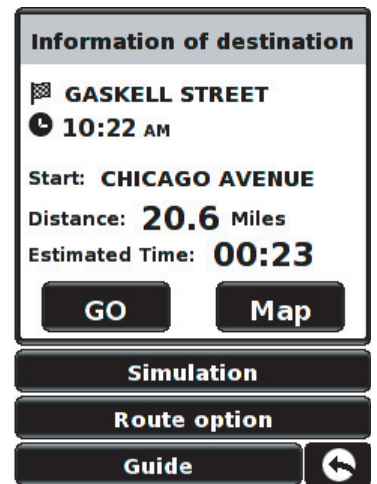 Information of destination
GASKELL STREET
10:22 AM
Start: CHICAGO AVENUE
Distance: 20.6 Miles
Estimated Time: 00:23
GO Map
Simulation
Route option
Guide